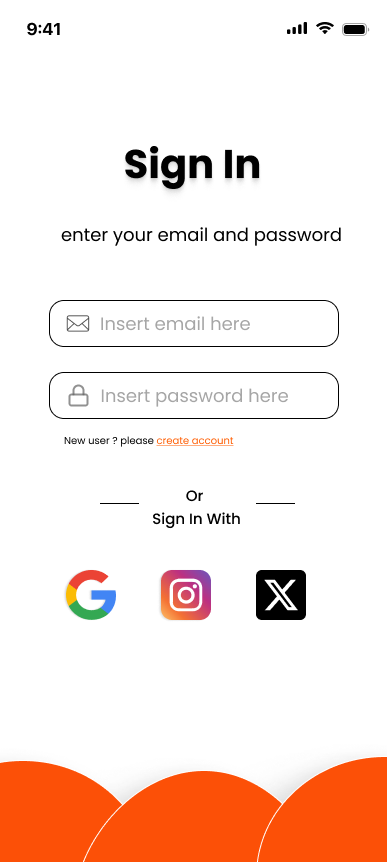 9:41
Sign In
enter your email and password
Insert email here
Insert password here
New user ? please create account
Or
Sign In With